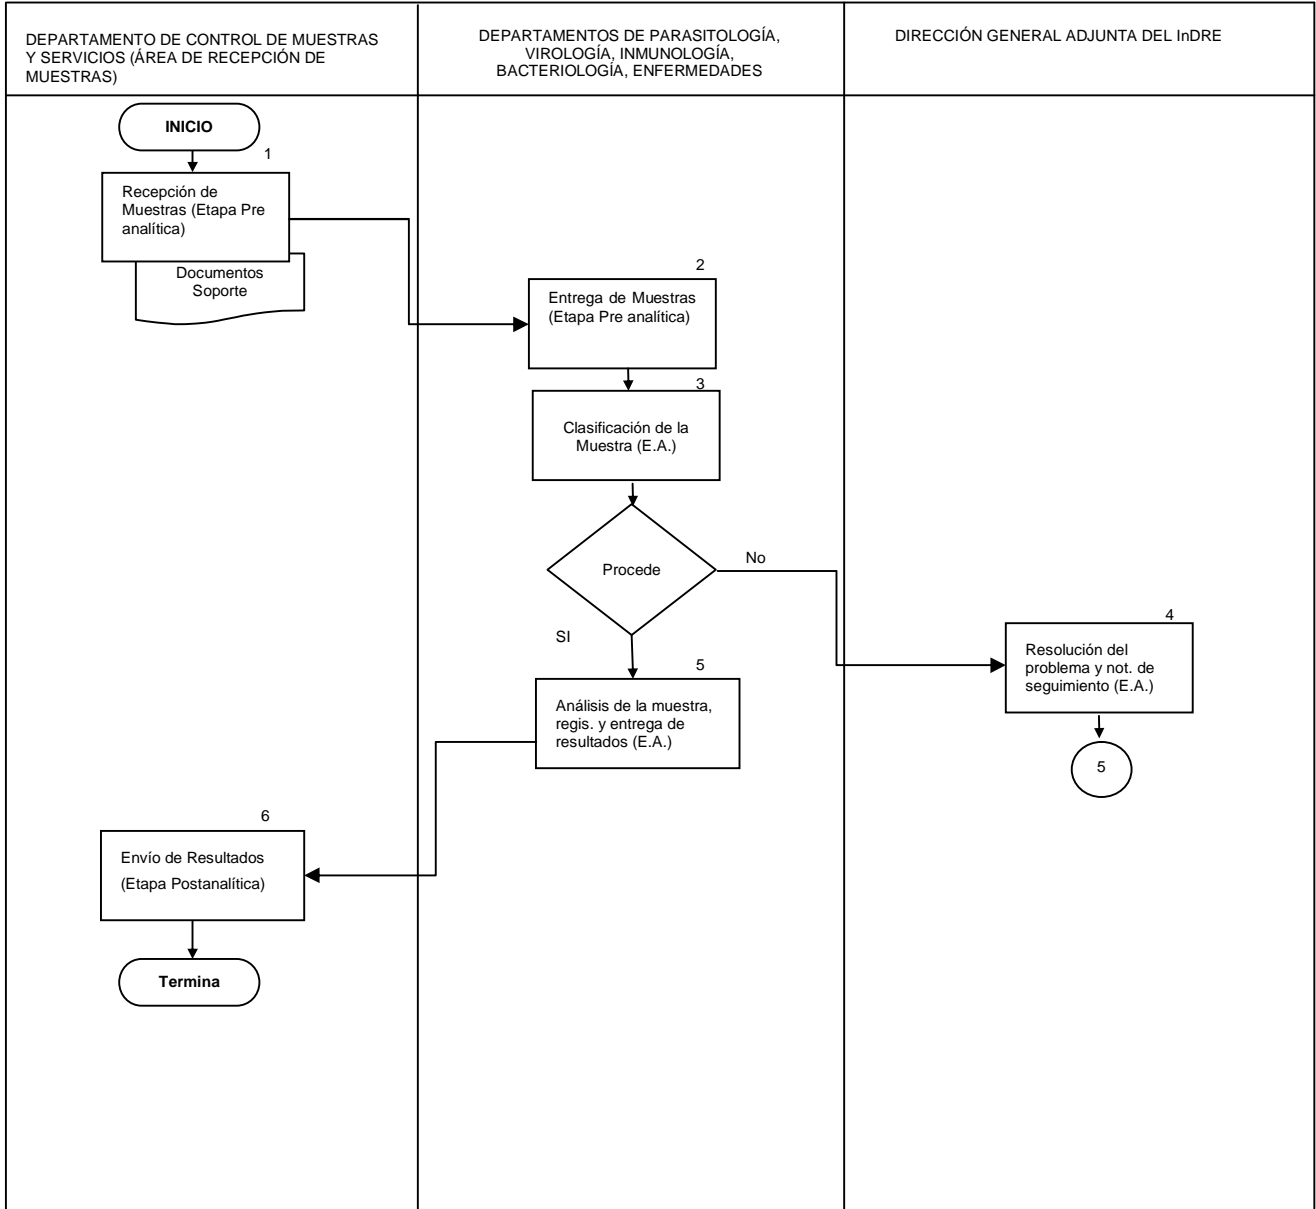 DEPARTAMENTO DE CONTROL DE MUESTRAS
Y SERVICIOS (ÁREA DE RECEPCIÓN DE
MUESTRAS)
DEPARTAMENTOS DE PARASITOLOGÍA,
VIROLOGÍA, INMUNOLOGÍA,
BACTERIOLOGÍA, ENFERMEDADES
DIRECCIÓN GENERAL ADJUNTA DEL InDRE
INICIO
1
Recepción de
Muestras (Etapa Pre
analítica)
Documentos
Soporte
2
Entrega de Muestras
(Etapa Pre analítica)
3
Clasificación de la
Muestra (E.A.)
Procede
No
SI
4
Resolución del
problema y not. de
seguimiento (E.A.)
5
5
Análisis de la muestra,
regis. y entrega de
resultados (E.A.)
6
Envío de Resultados
(Etapa Postanalítica)
Termina